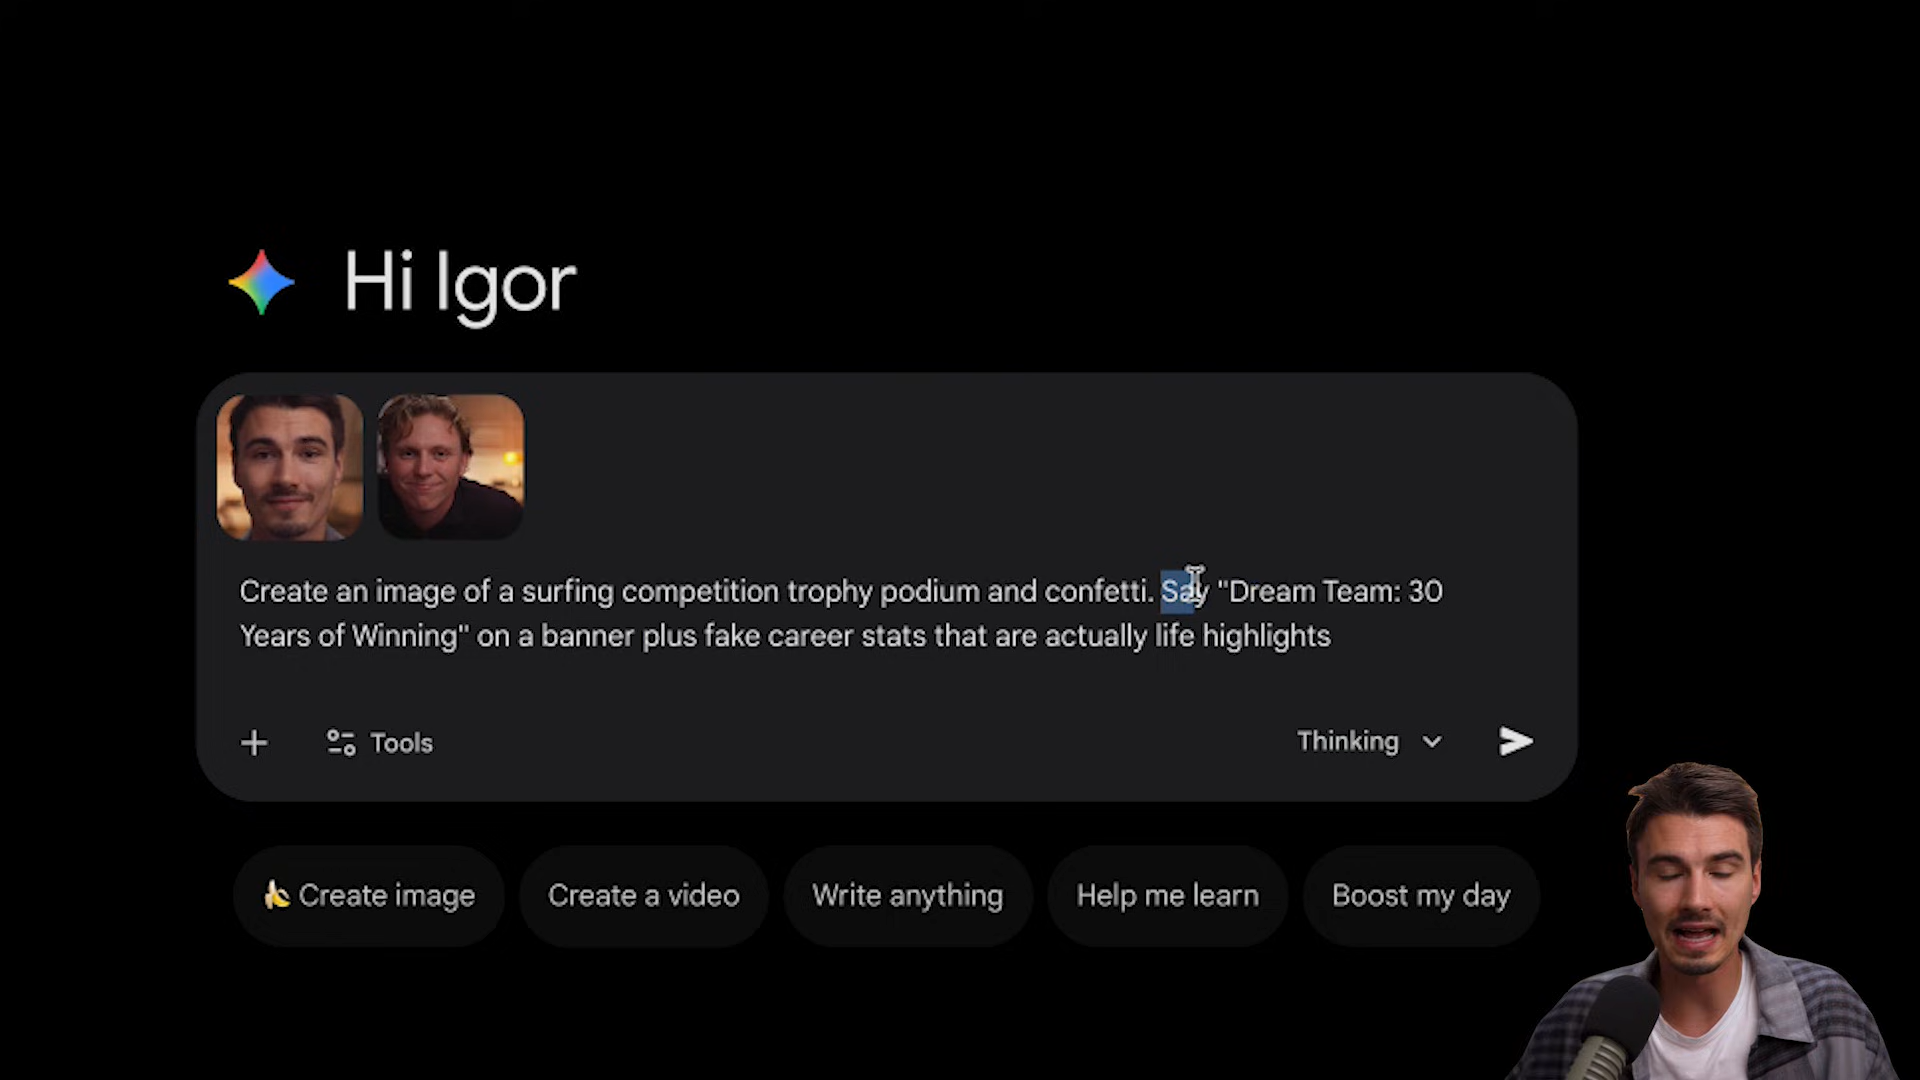 Hi Igor
Create an image of a surfing competition trophy podium and confetti. Say "Dream Team: 30
Years of Winning" on a banner plus fake career stats that are actually life highlights
Tools
Thinking
Create image
Create a video
Write anything
Help me learn
Boost my day